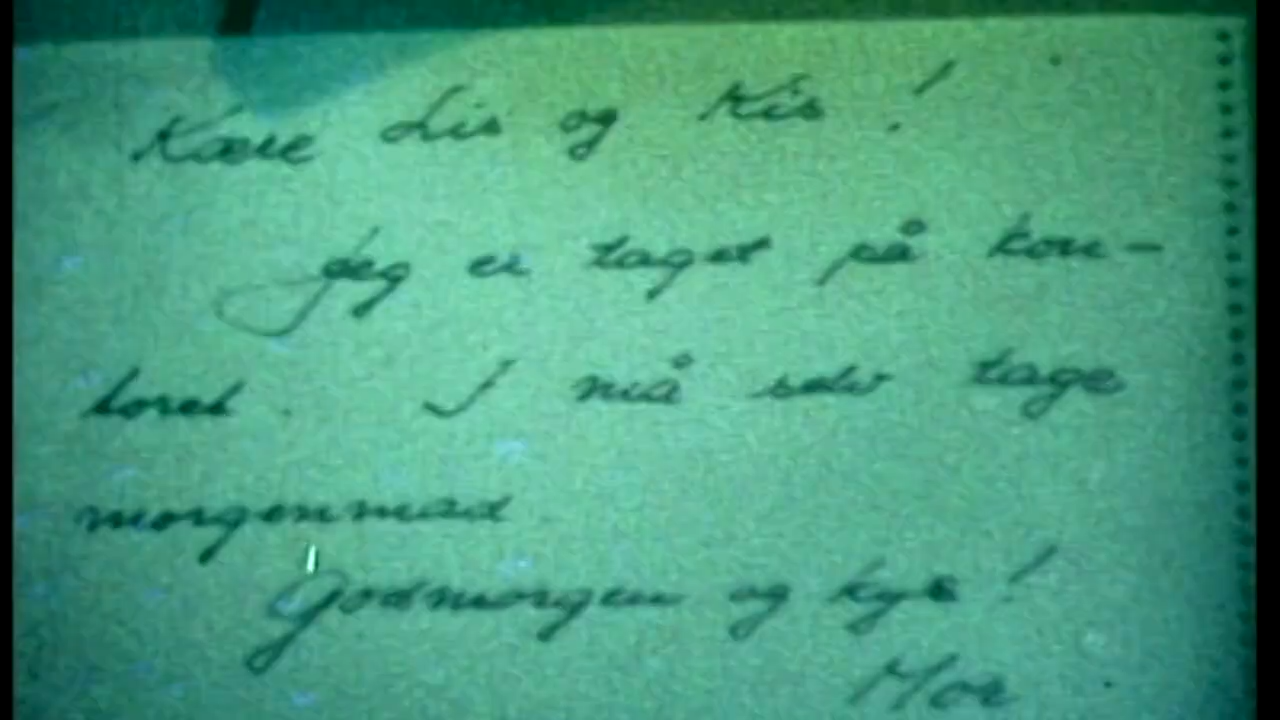 Kære Lis og Kis !
Jeg er taget på kon-
toret. I må selv tage
morgenmad
Godmorgen og kys !
Mor